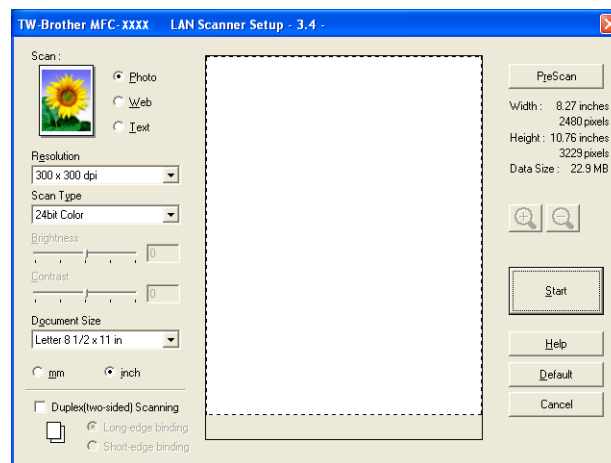 TW-Brother MFC-XXXX LAN Scanner Setup - 3.4 -
Scan :
Photo
Web
Text
Resolution
300 x 300 dpi
Scan Type
24bit Color
Brightness
0
Contrast
0
Document Size
Letter 8 1/2 x 11 in
mm
inch
Duplex(two-sided) Scanning
Long-edge binding
Short-edge binding
PreScan
Width : 8.27 inches
2480 pixels
Height : 10.76 inches
3229 pixels
Data Size : 22.9 MB
Start
Help
Default
Cancel